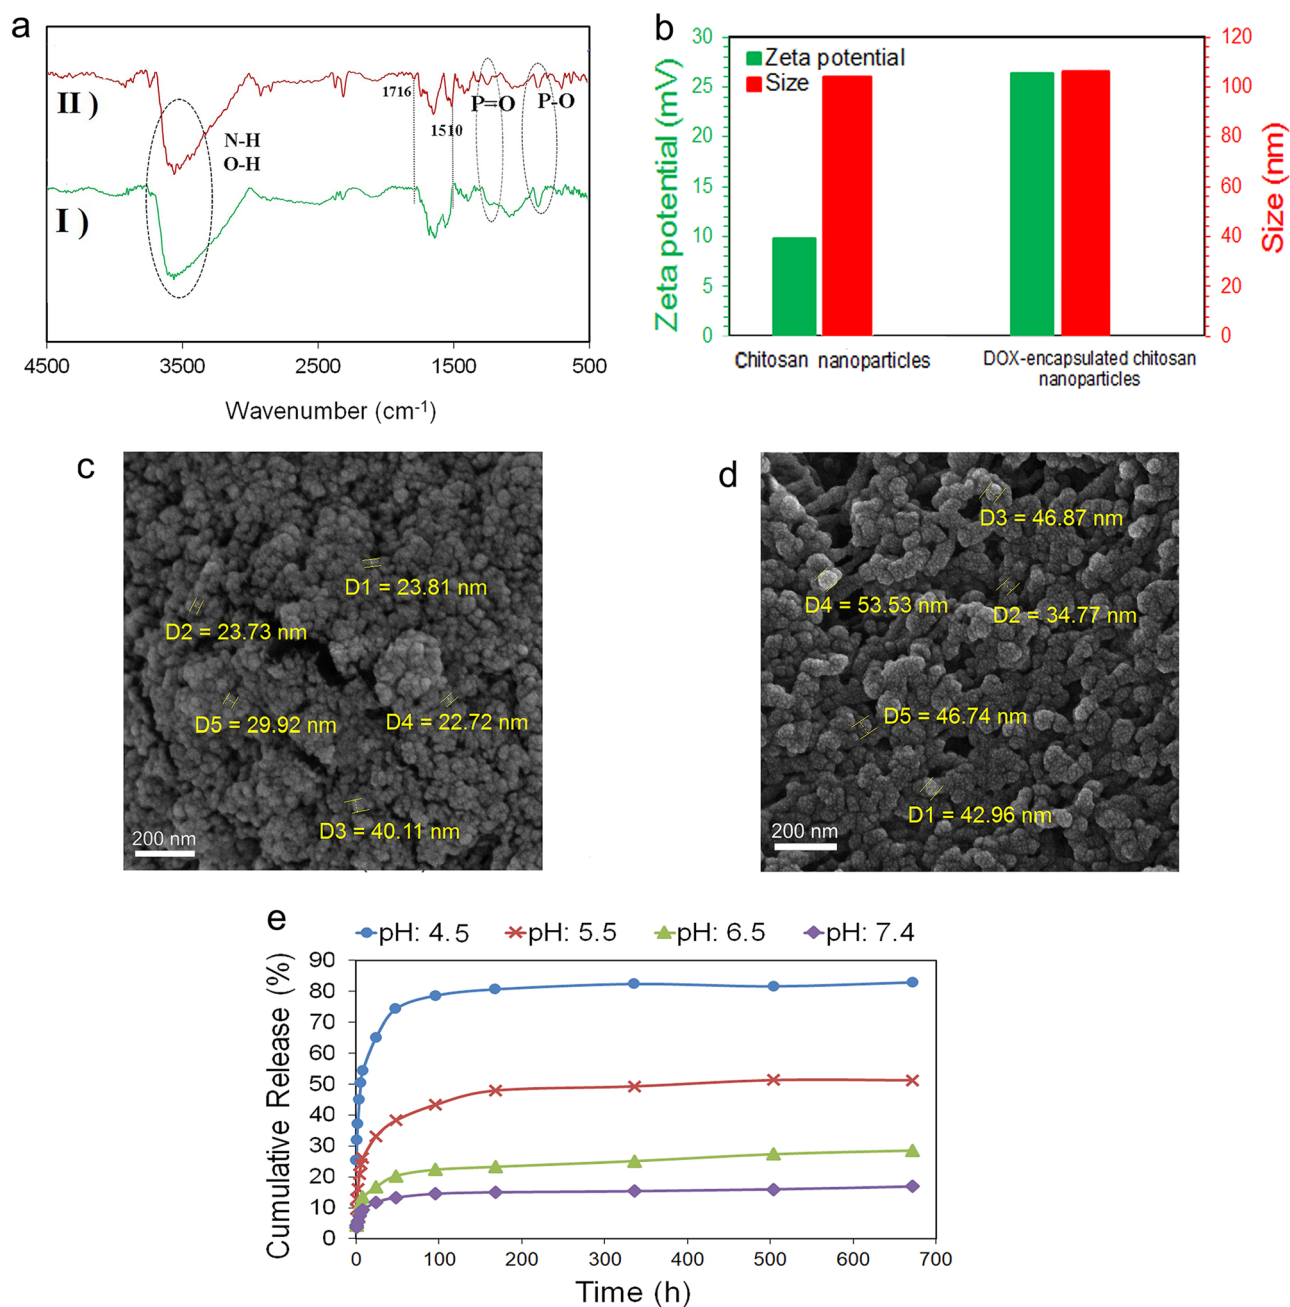 a
II )
I )
N-H
O-H
1716
1510
P=O
P-O
4500
3500
2500
1500
500
Wavenumber (cm-1)
b
Zeta potential
Size
30
25
20
15
10
5
0
Zeta potential (mV)
120
100
80
60
40
20
0
Size (nm)
Chitosan nanoparticles
DOX-encapsulated chitosan
nanoparticles
c
D1 = 23.81 nm
D2 = 23.73 nm
D5 = 29.92 nm
D4 = 22.72 nm
D3 = 40.11 nm
200 nm
d
D3 = 46.87 nm
D4 = 53.53 nm
D2 = 34.77 nm
D5 = 46.74 nm
D1 = 42.96 nm
200 nm
e
pH: 4.5
pH: 5.5
pH: 6.5
pH: 7.4
90
80
70
60
50
40
30
20
10
0
Cumulative Release (%)
0
100
200
300
400
500
600
700
Time (h)